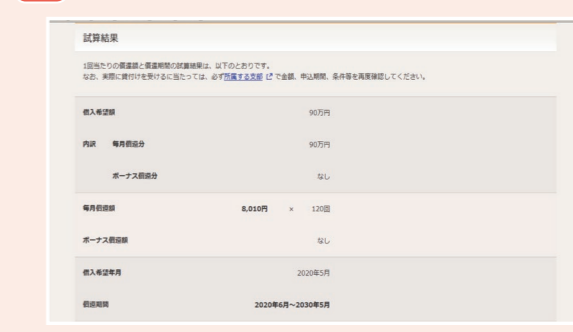 試算結果
1回当たりの償還額と償還期間の試算結果は、以下のとおりです。
なお、実際に貸付けを受けるに当たっては、必ず所属する支部で金額、申込期間、条件等を再度確認してください。
借入希望額 90万円
内訳 毎月償還分 90万円
ボーナス償還分 なし
毎月償還額 8,010円 × 120回
ボーナス償還額 なし
借入希望年月 2020年5月
償還期間 2020年6月~2030年5月